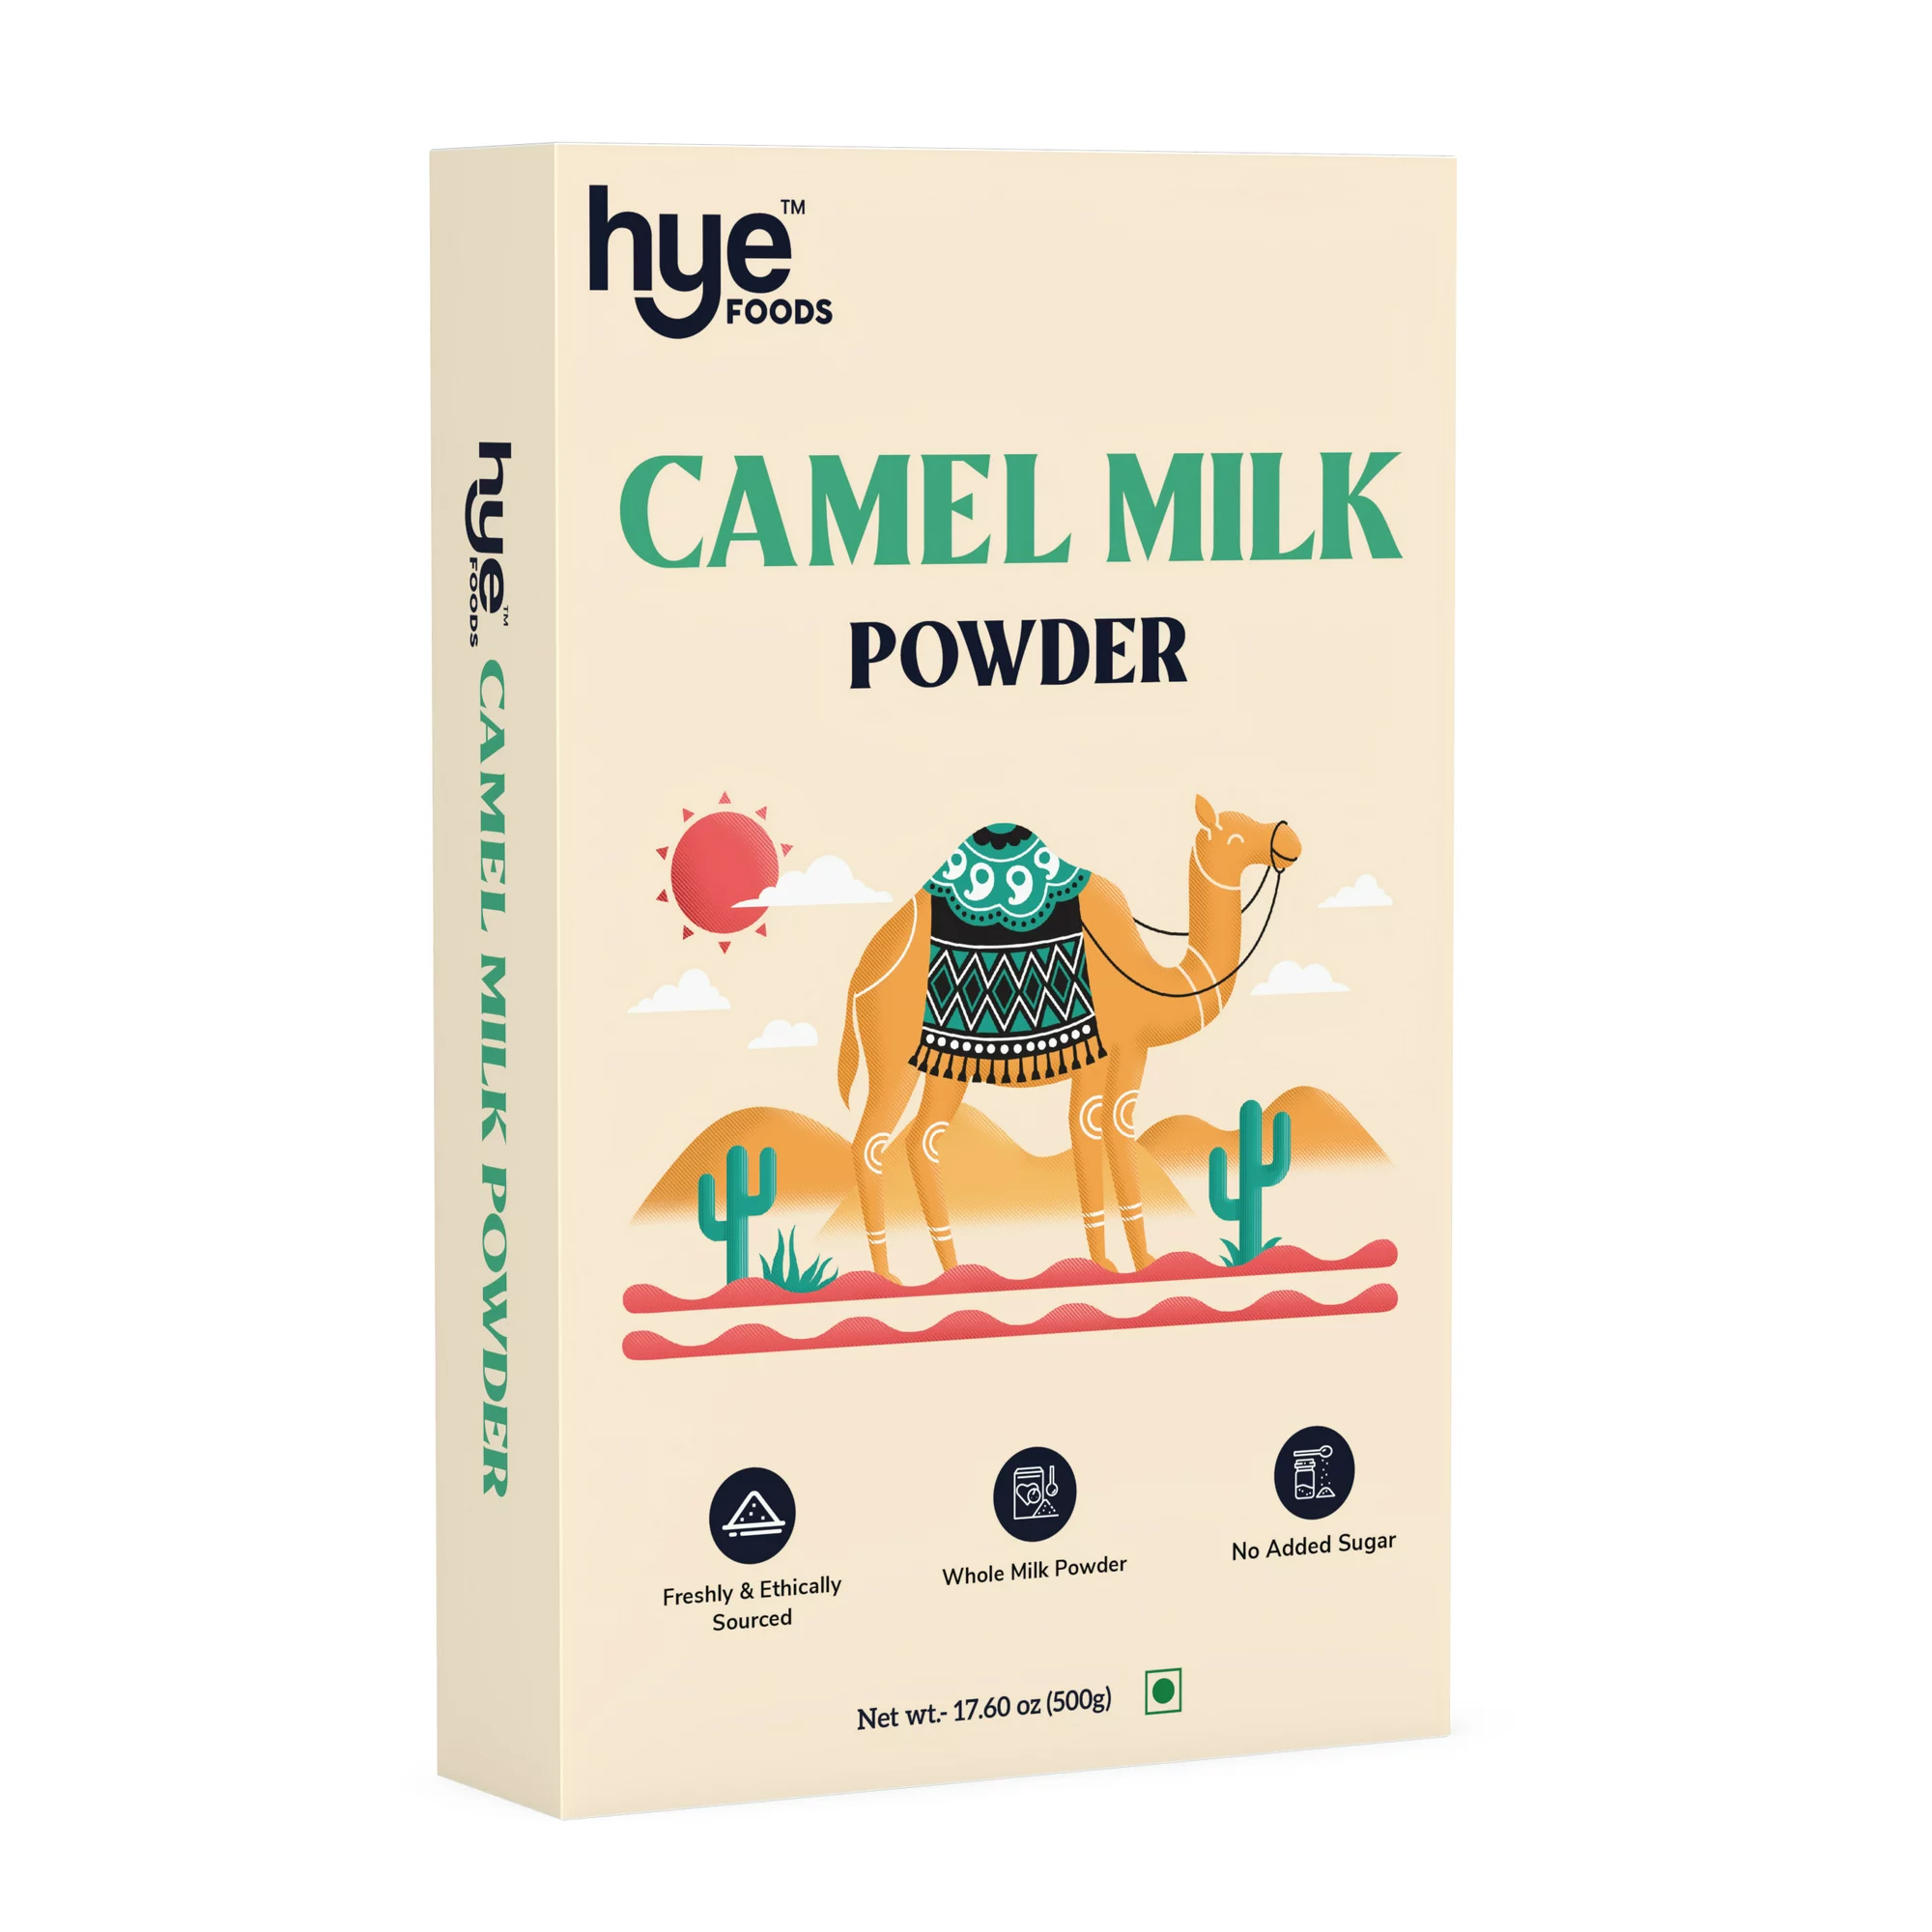 hye™
FOODS
CAMEL MILK
POWDER
Freshly & Ethically
Sourced
Whole Milk Powder
No Added Sugar
Net wt.- 17.60 oz (500g)
hye™
FOODS
CAMEL MILK POWDER